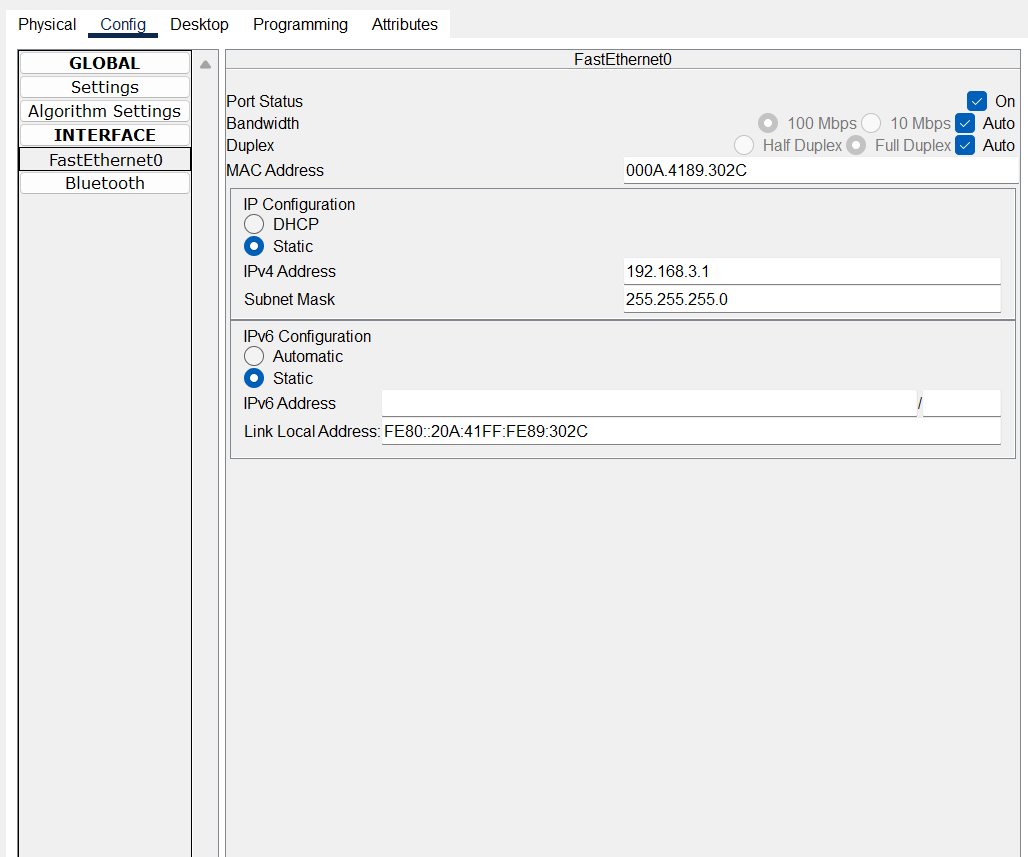 Physical Config Desktop Programming Attributes
GLOBAL
Settings
Algorithm Settings
INTERFACE
FastEthernet0
Bluetooth
FastEthernet0
Port Status On
Bandwidth 100 Mbps 10 Mbps Auto
Duplex Half Duplex Full Duplex Auto
MAC Address 000A.4189.302C
IP Configuration
DHCP
Static
IPv4 Address 192.168.3.1
Subnet Mask 255.255.255.0
IPv6 Configuration
Automatic
Static
IPv6 Address /
Link Local Address: FE80::20A:41FF:FE89:302C